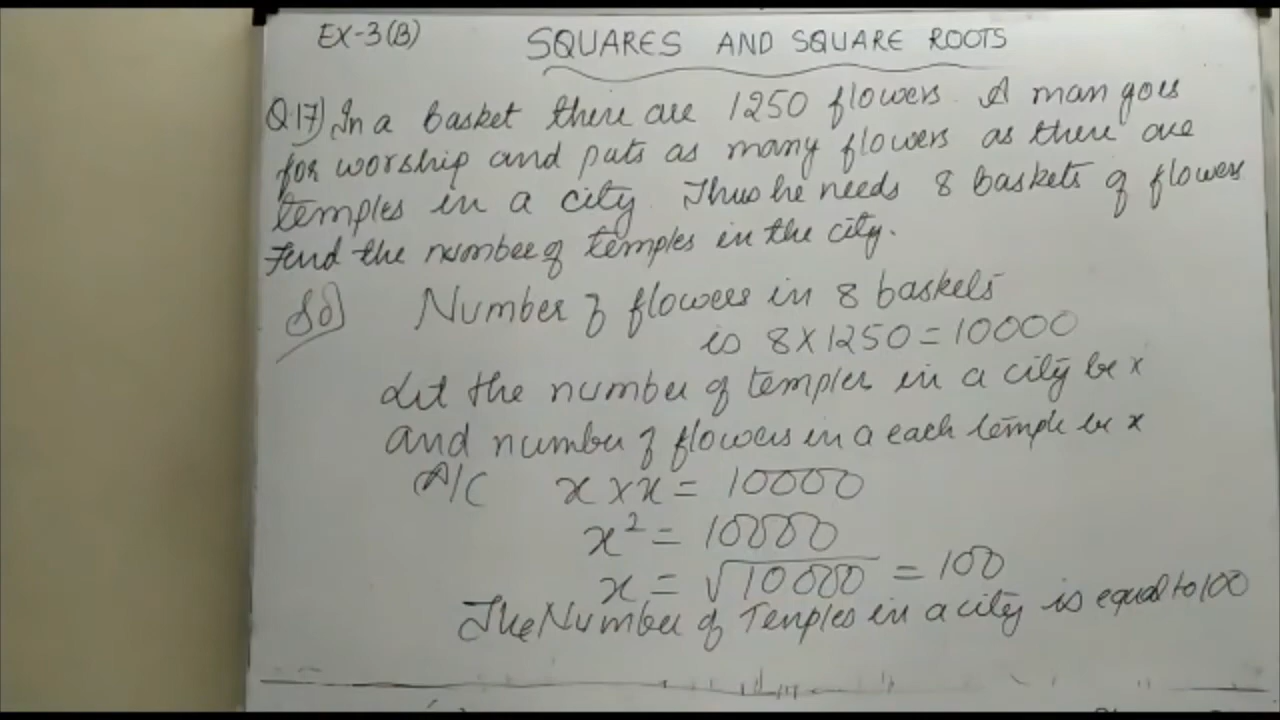 EX-3(B)
SQUARES AND SQUARE ROOTS
Q.17) In a basket there are 1250 flowers. A man goes
for worship and puts as many flowers as there are
temples in a city. Thus he needs 8 baskets of flowers
Find the number of temples in the city.
Sol Number of flowers in 8 baskets
is 8×1250=10000
Let the number of temples in a city be x
and number of flowers in a each temple be x
A/C x×x= 10000
x²= 10000
x = √10000 = 100
The Number of Temples in a city is equal to 100